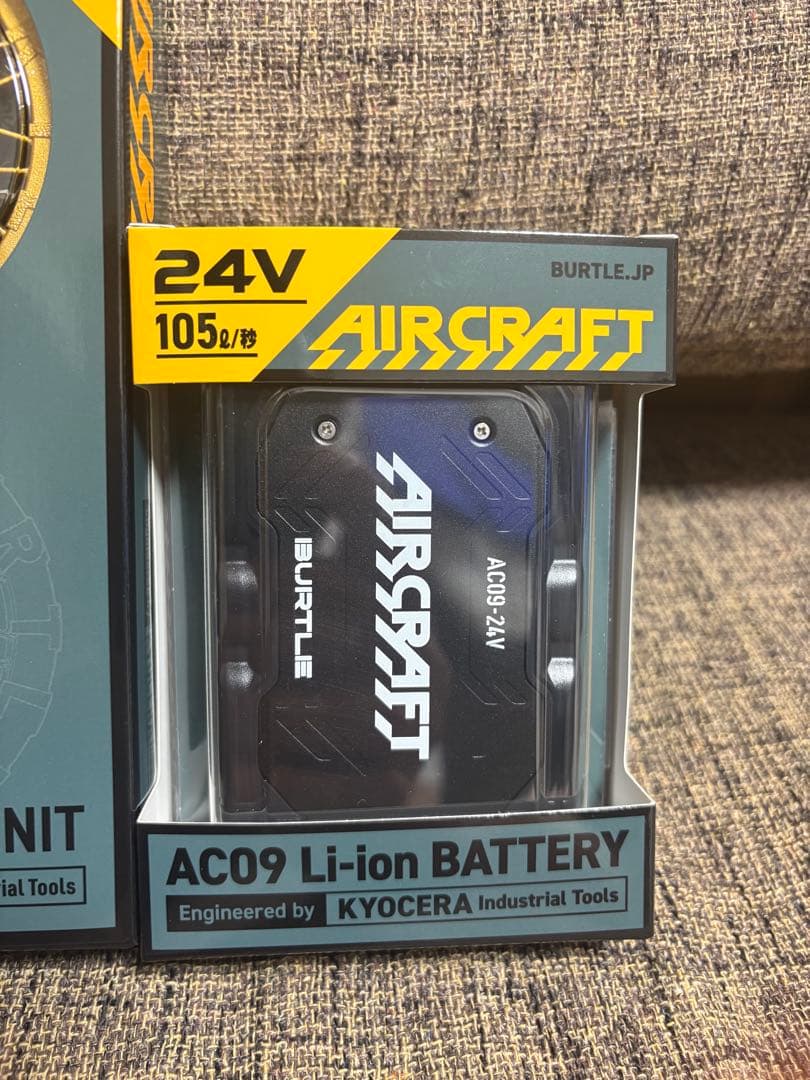 24V
105ℓ/秒
BURTLE.JP
AIRCRAFT
AIRCRAFT
BURTLE
AC09-24V
AC09 Li-ion BATTERY
Engineered by KYOCERA Industrial Tools
NIT
ial Tools